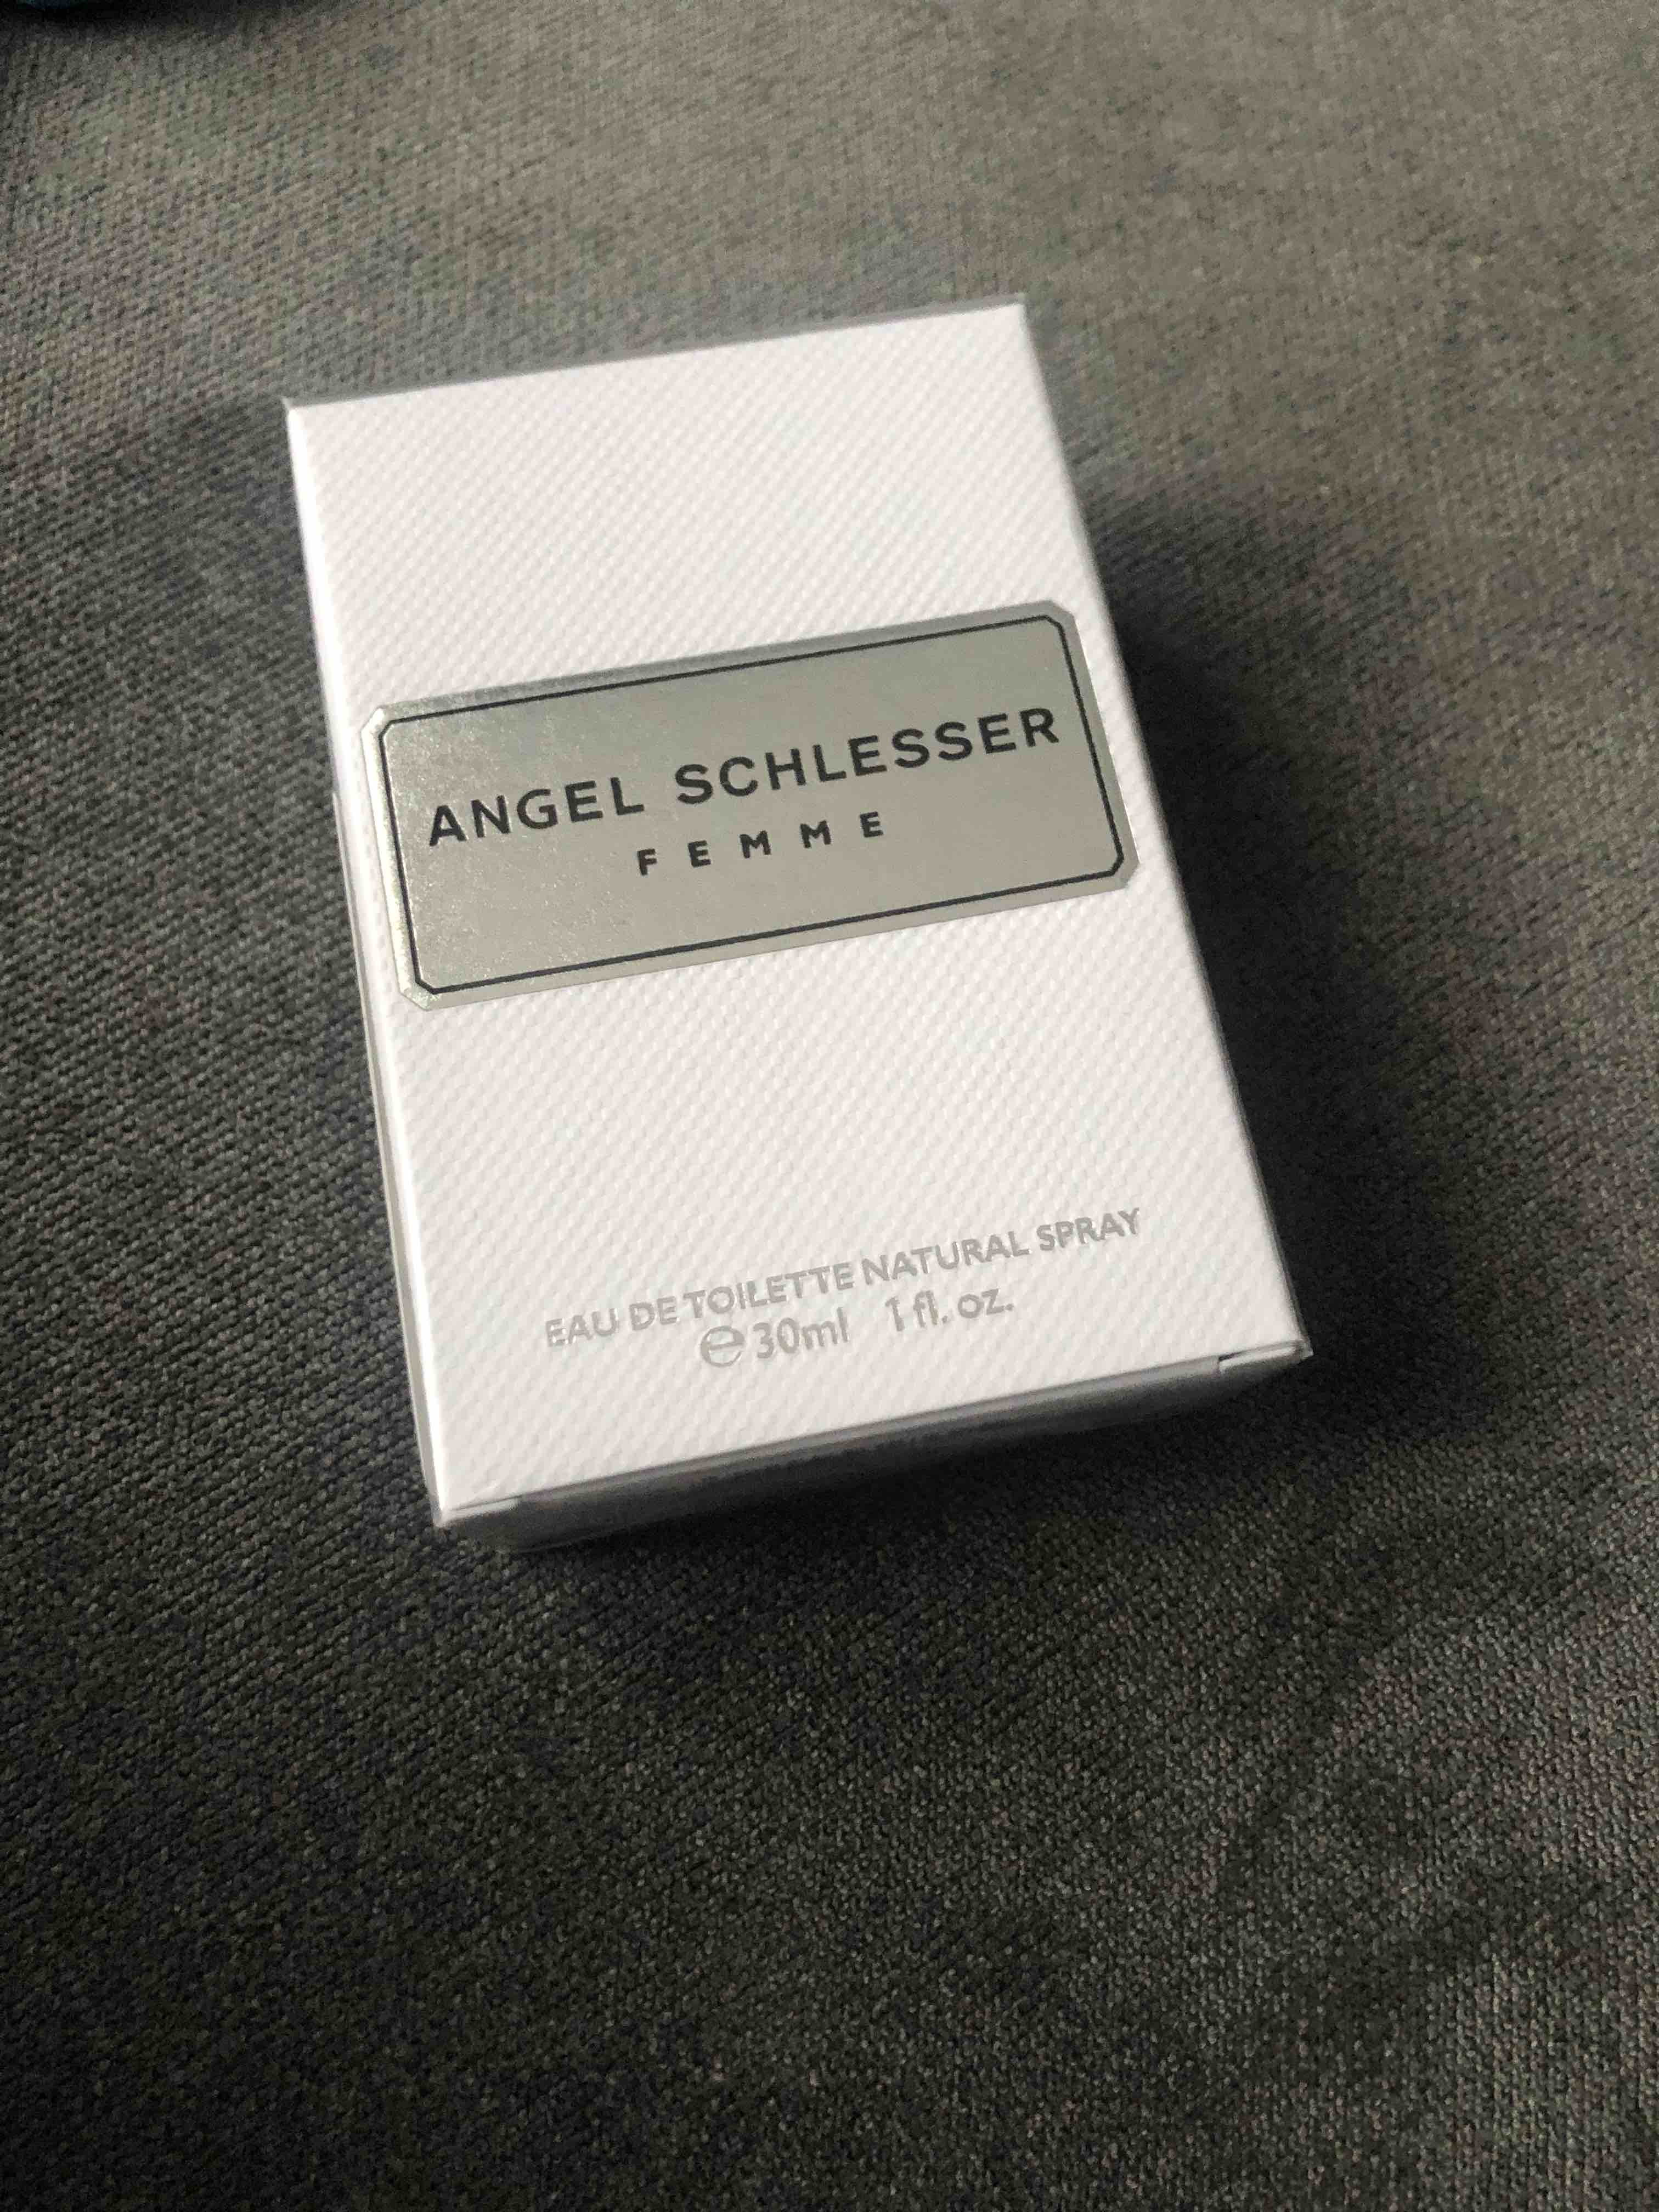 ANGEL SCHLESSER
FEMME
EAU DE TOILETTE NATURAL SPRAY
℮30ml 1 fl. oz.